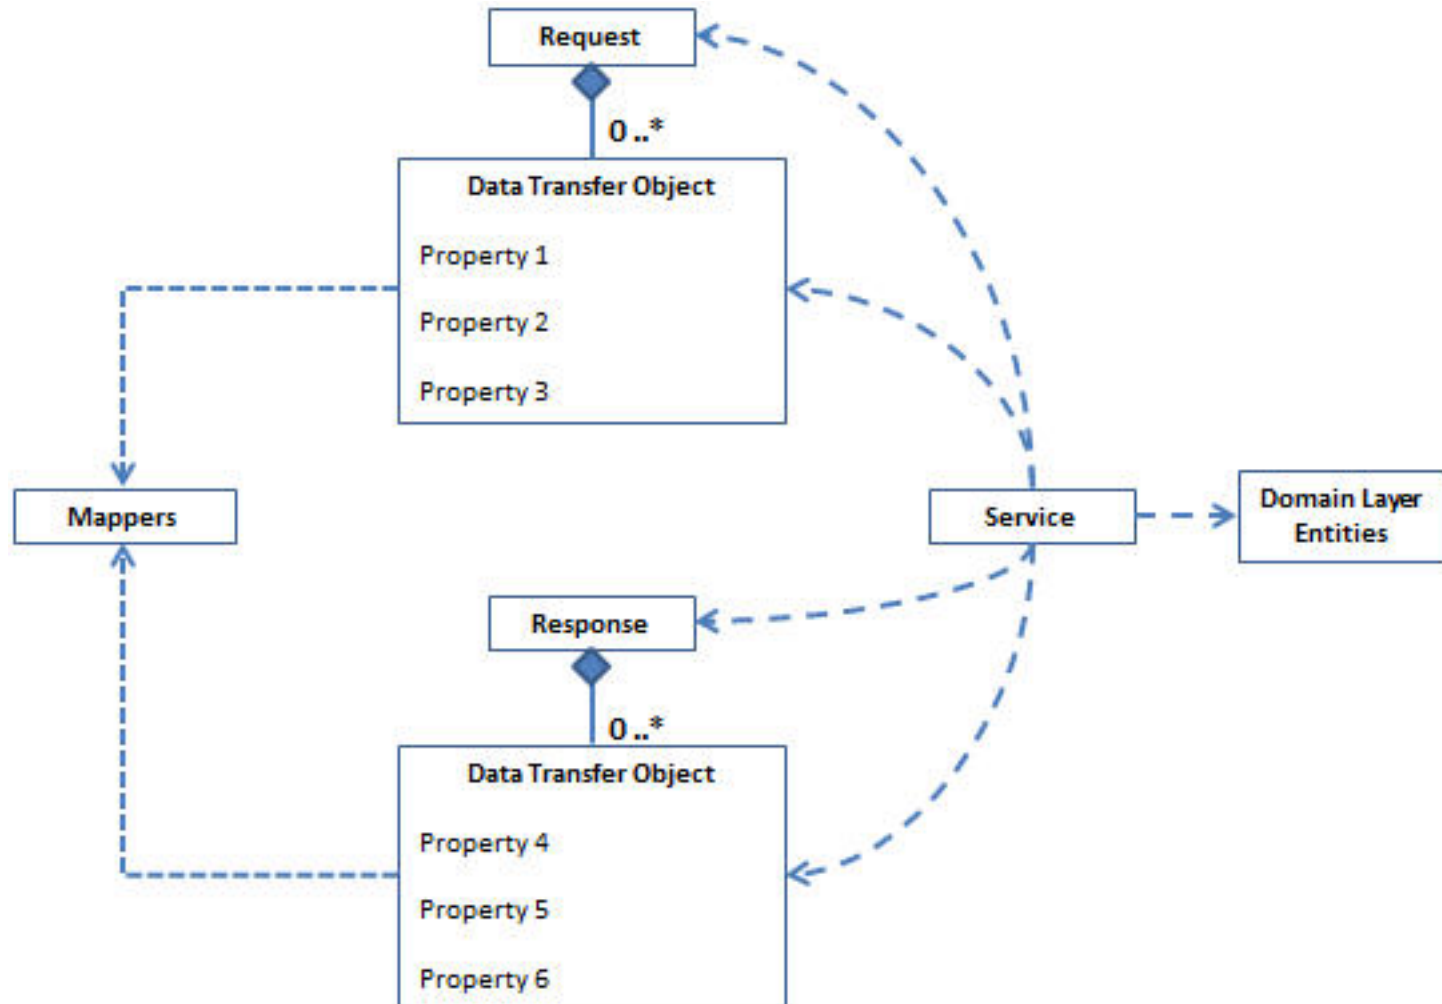 Request
0 ..*
Data Transfer Object
Property 1
Property 2
Property 3
Mappers
Service
Domain Layer
Entities
Response
0 ..*
Data Transfer Object
Property 4
Property 5
Property 6